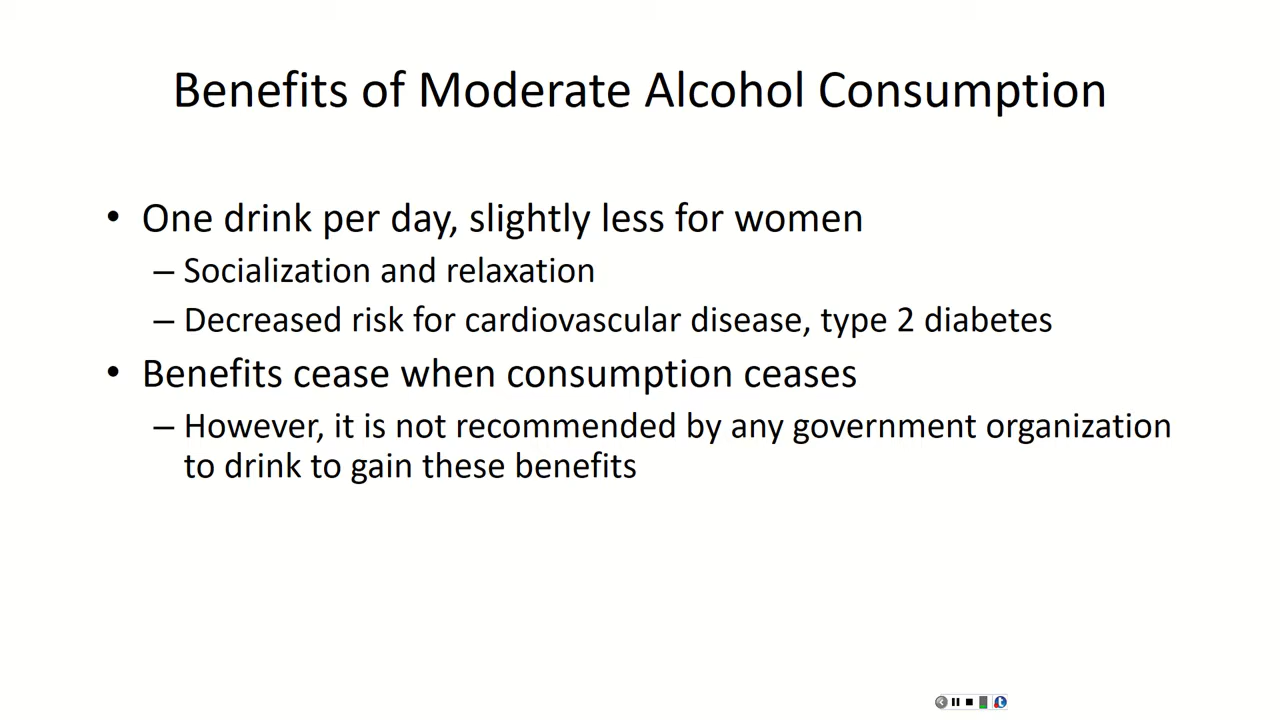 Benefits of Moderate Alcohol Consumption
• One drink per day, slightly less for women
– Socialization and relaxation
– Decreased risk for cardiovascular disease, type 2 diabetes
• Benefits cease when consumption ceases
– However, it is not recommended by any government organization
to drink to gain these benefits